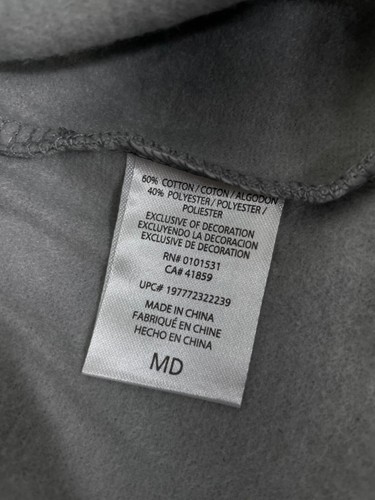 60% COTTON / COTON / ALGODON
40% POLYESTER / POLYESTER /
POLIESTER
EXCLUSIVE OF DECORATION
EXCLUYENDO LA DECORACION
EXCLUSIVE DE DECORATION
RN# 0101531
CA# 41859
UPC# 197772322239
MADE IN CHINA
FABRIQUÉ EN CHINE
HECHO EN CHINA
MD